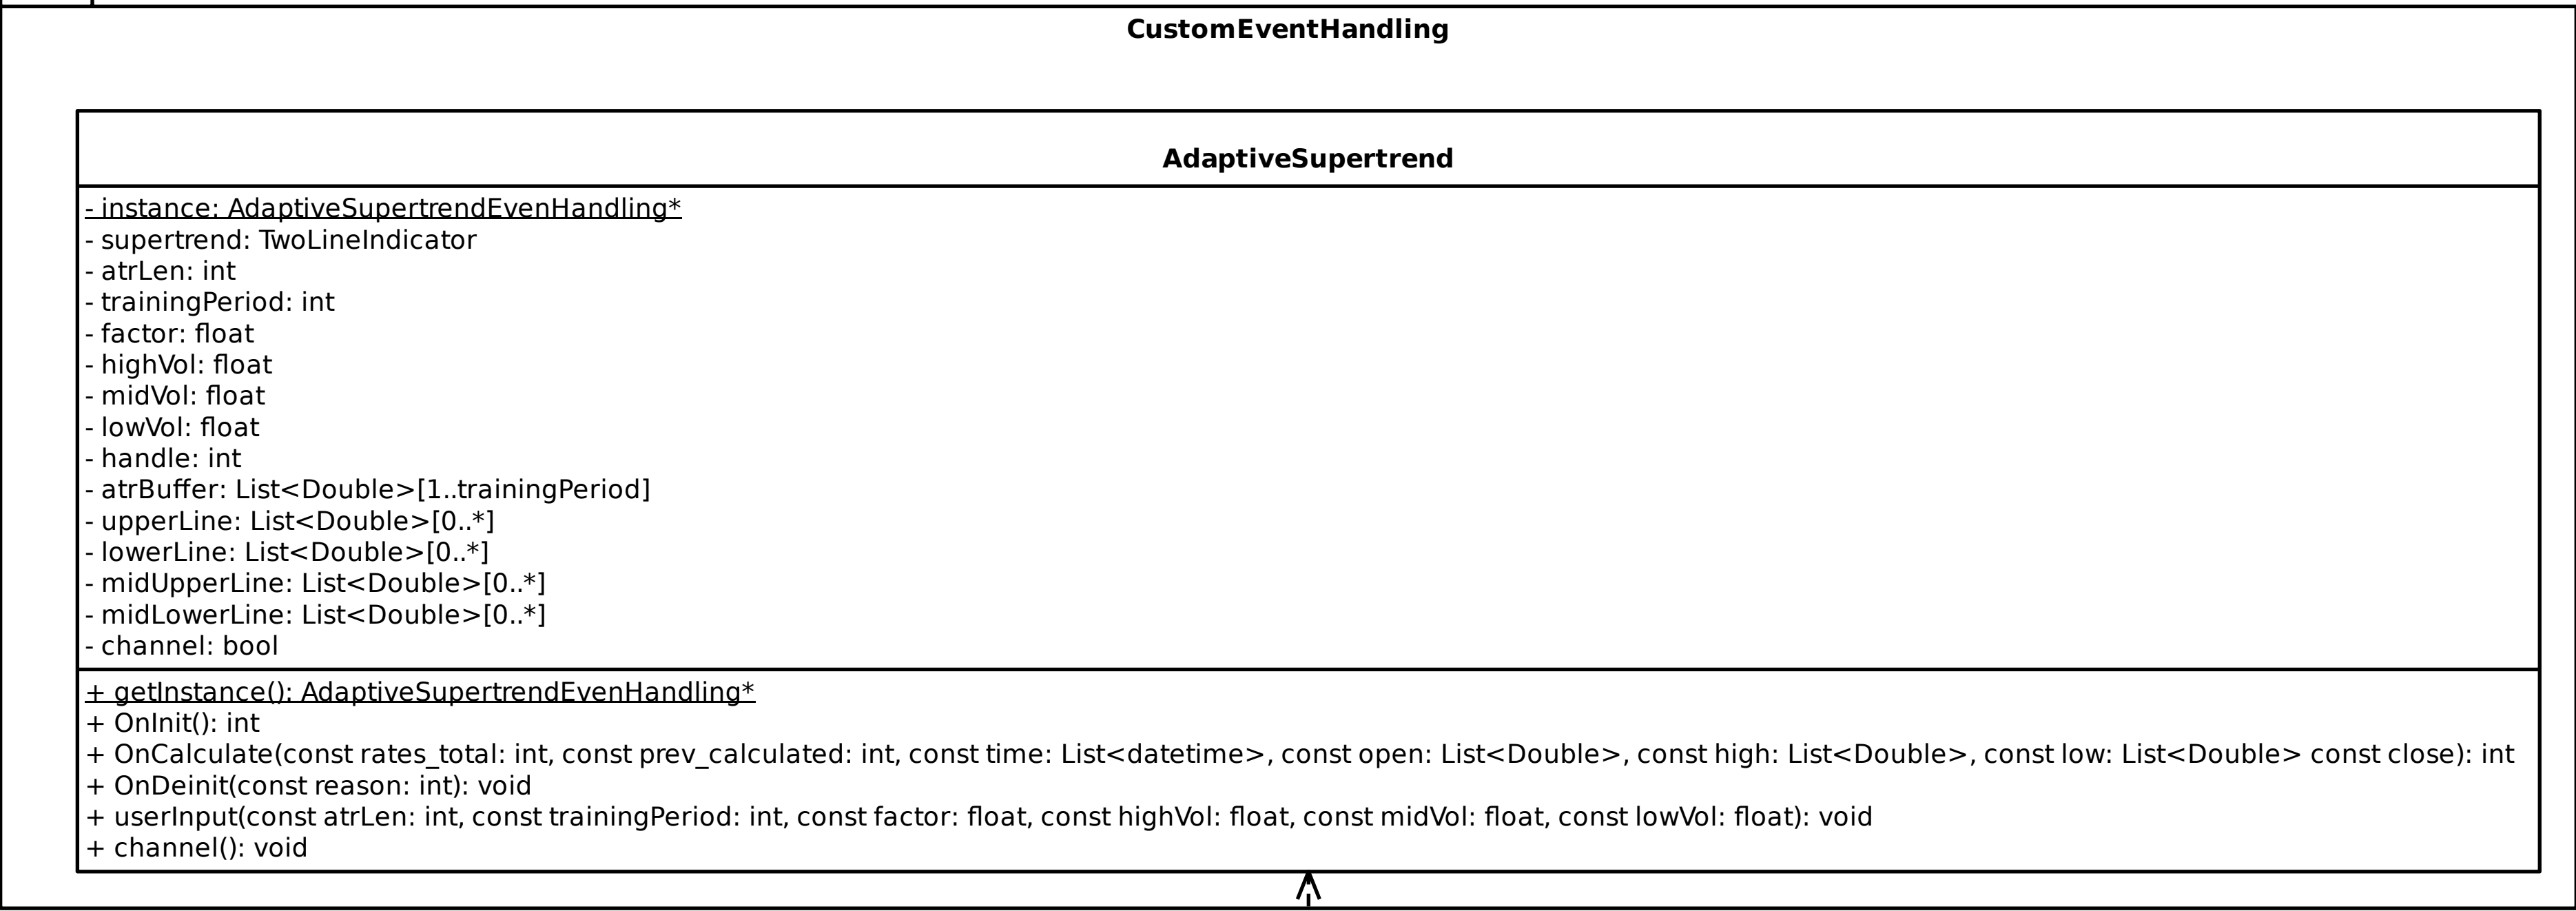 CustomEventHandling
AdaptiveSupertrend
- instance: AdaptiveSupertrendEvenHandling*
- supertrend: TwoLineIndicator
- atrLen: int
- trainingPeriod: int
- factor: float
- highVol: float
- midVol: float
- lowVol: float
- handle: int
- atrBuffer: List<Double>[1..trainingPeriod]
- upperLine: List<Double>[0..*]
- lowerLine: List<Double>[0..*]
- midUpperLine: List<Double>[0..*]
- midLowerLine: List<Double>[0..*]
- channel: bool
+ getInstance(): AdaptiveSupertrendEvenHandling*
+ OnInit(): int
+ OnCalculate(const rates_total: int, const prev_calculated: int, const time: List<datetime>, const open: List<Double>, const high: List<Double>, const low: List<Double> const close): int
+ OnDeinit(const reason: int): void
+ userInput(const atrLen: int, const trainingPeriod: int, const factor: float, const highVol: float, const midVol: float, const lowVol: float): void
+ channel(): void